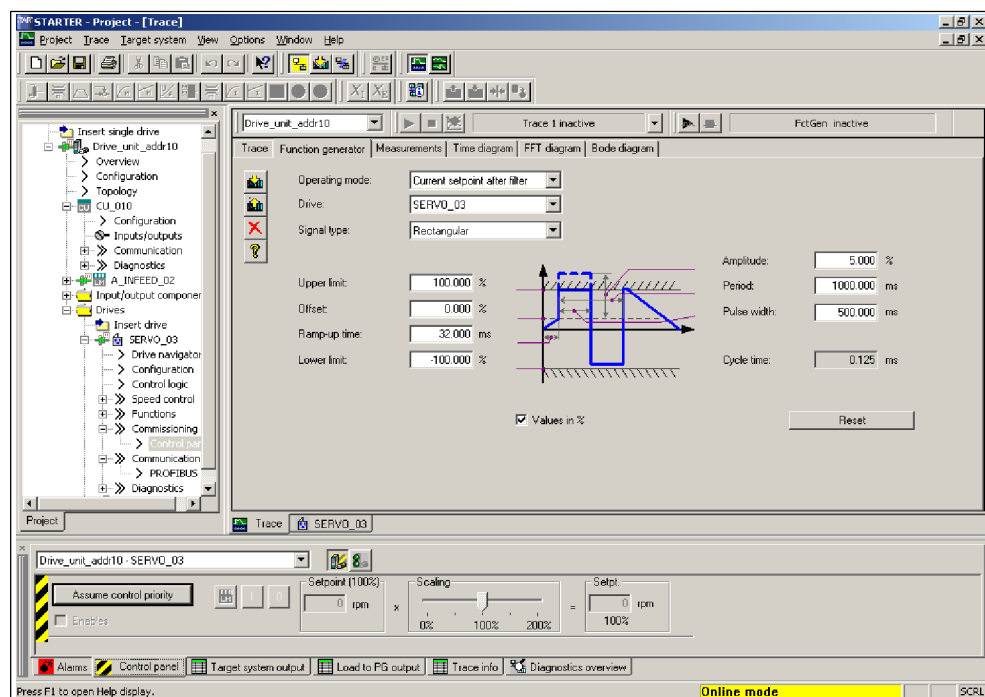 STARTER - Project - [Trace]
Project Trace Target system View Options Window Help
Drive_unit_addr10
Trace 1 inactive
FctGen inactive
Trace Function generator Measurements Time diagram FFT diagram Bode diagram
Insert single drive
Drive_unit_addr10
Overview
Configuration
Topology
CU_010
Configuration
Inputs/outputs
Communication
Diagnostics
A_INFEED_02
Input/output componer
Drives
Insert drive
SERVO_03
Drive navigator
Configuration
Control logic
Speed control
Functions
Commissioning
Control par
Communication
PROFIBUS
Diagnostics
Project
Operating mode: Current setpoint after filter
Drive: SERVO_03
Signal type: Rectangular
Upper limit: 100.000 %
Offset: 0.000 %
Ramp-up time: 32.000 ms
Lower limit: -100.000 %
Amplitude: 5.000 %
Period: 1000.000 ms
Pulse width: 500.000 ms
Cycle time: 0.125 ms
Values in %
Reset
Trace SERVO_03
Drive_unit_addr10 - SERVO_03
Assume control priority
Enables
Setpoint (100%)
0 rpm
x
Scaling
0% 100% 200%
=
Setpt.
0 rpm
100%
Alarms Control panel Target system output Load to PG output Trace info Diagnostics overview
Press F1 to open Help display.
Online mode
SCRL